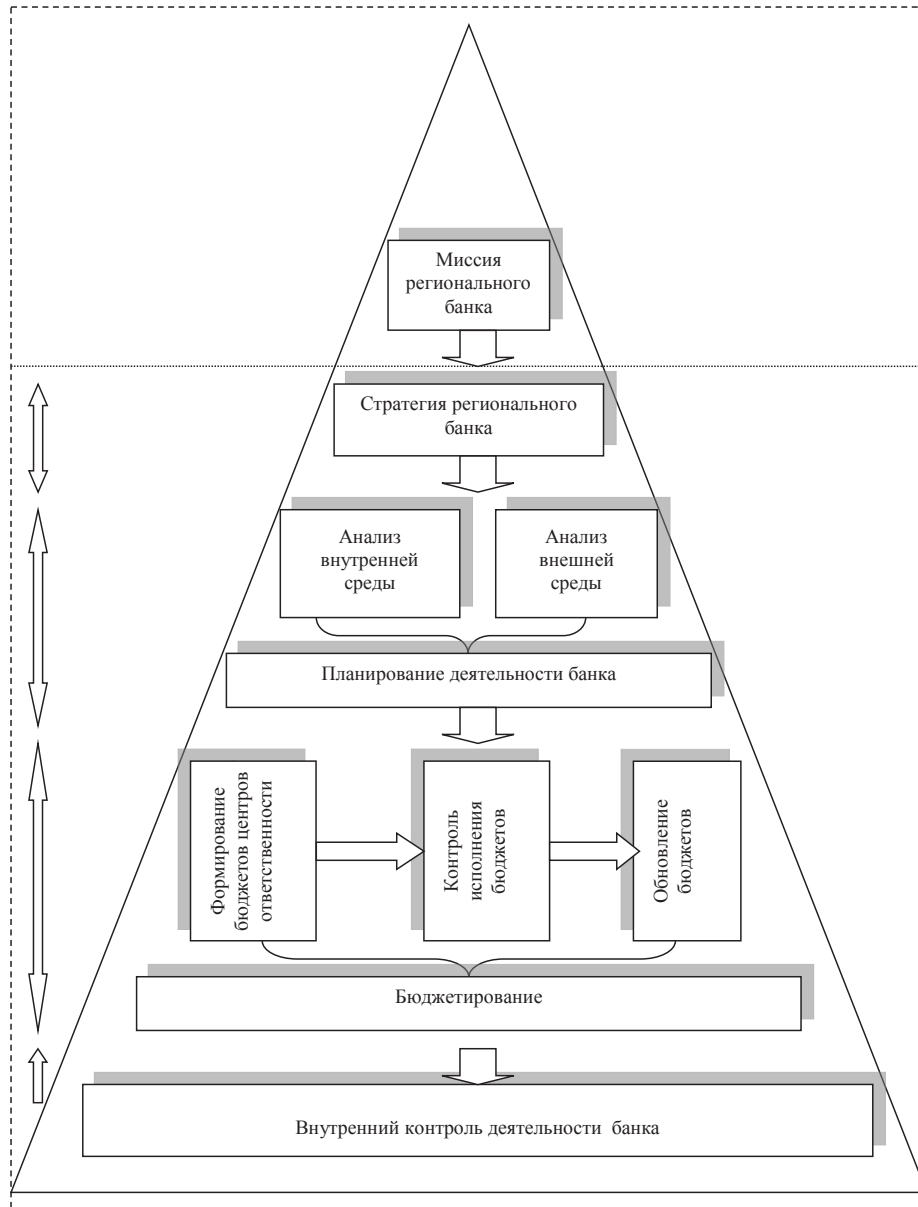 Миссия
регионального
банка
Стратегия регионального
банка
Анализ
внутренней
среды
Анализ
внешней
среды
Планирование деятельности банка
Формирование
бюджетов центров
ответственности
Контроль
исполнения
бюджетов
Обновление
бюджетов
Бюджетирование
Внутренний контроль деятельности банка